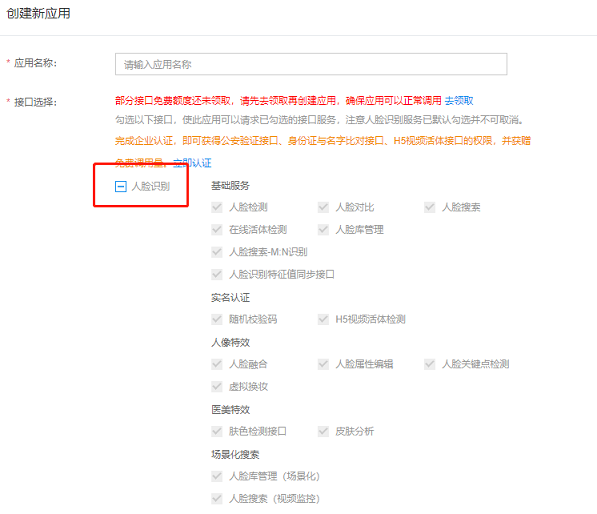 创建新应用
* 应用名称：
请输入应用名称
* 接口选择：
部分接口免费额度还未领取，请先去领取再创建应用，确保应用可以正常调用 去领取
勾选以下接口，使此应用可以请求已勾选的接口服务，注意人脸识别服务已默认勾选并不可取消。
完成企业认证，即可获得公安验证接口、身份证与名字比对接口、H5视频活体接口的权限，并获赠
免费调用量 立即认证
人脸识别
基础服务
人脸检测 人脸对比 人脸搜索
在线活体检测 人脸库管理
人脸搜索-M:N识别
人脸识别特征值同步接口
实名认证
随机校验码 H5视频活体检测
人像特效
人脸融合 人脸属性编辑 人脸关键点检测
虚拟换妆
医美特效
肤色检测接口 皮肤分析
场景化搜索
人脸库管理（场景化）
人脸搜索（视频监控）